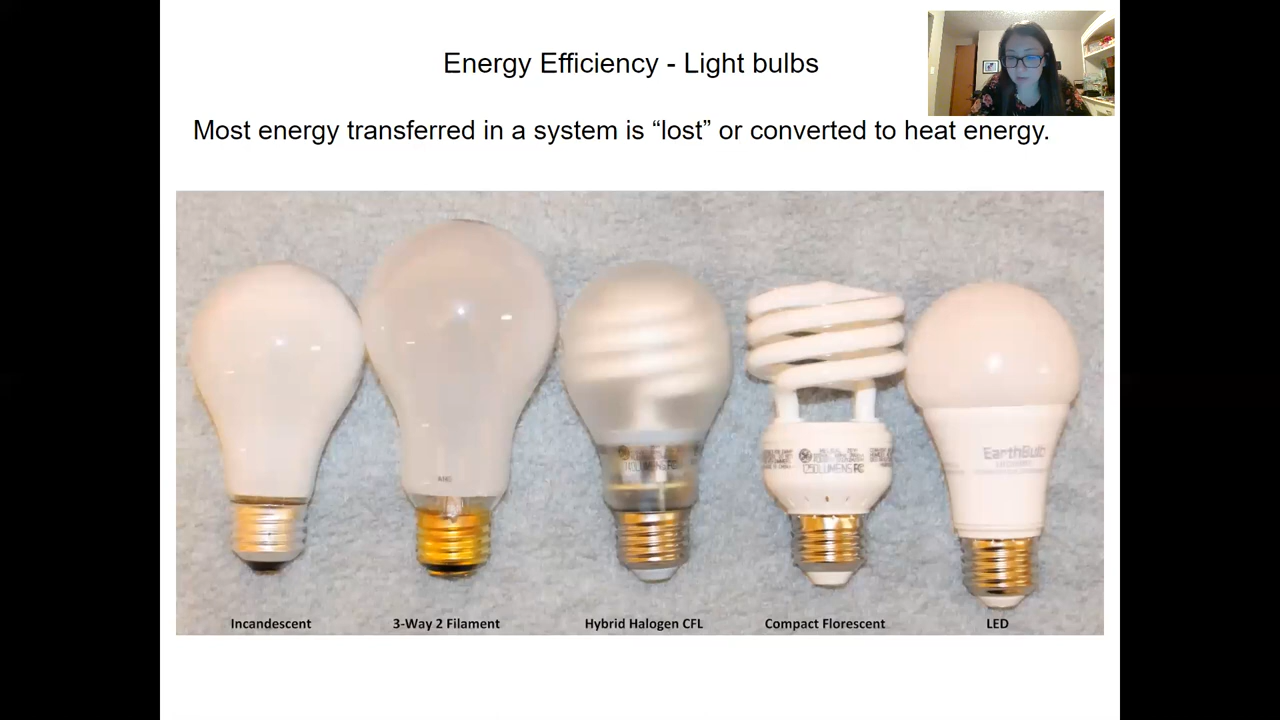 Energy Efficiency - Light bulbs
Most energy transferred in a system is “lost” or converted to heat energy.
EarthBulb
Incandescent
3-Way 2 Filament
Hybrid Halogen CFL
Compact Florescent
LED